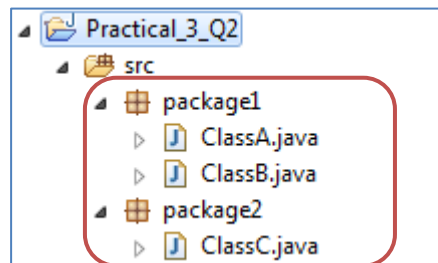 Practical_3_Q2
src
package1
ClassA.java
ClassB.java
package2
ClassC.java